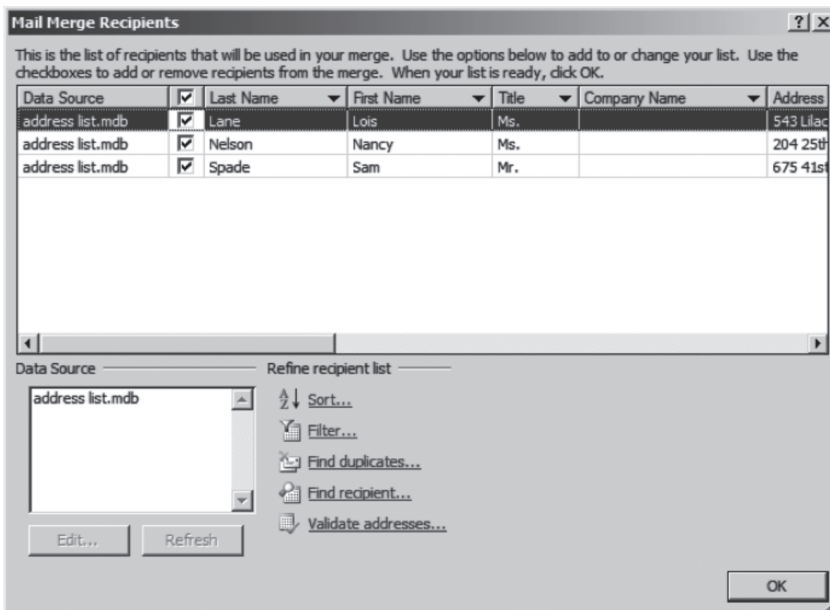 Mail Merge Recipients
This is the list of recipients that will be used in your merge. Use the options below to add to or change your list. Use the
checkboxes to add or remove recipients from the merge. When your list is ready, click OK.
Data Source Last Name First Name Title Company Name Address
address list.mdb Lane Lois Ms. 543 Lilac
address list.mdb Nelson Nancy Ms. 204 25th
address list.mdb Spade Sam Mr. 675 41st
Data Source Refine recipient list
address list.mdb
Sort...
Filter...
Find duplicates...
Find recipient...
Validate addresses...
Edit... Refresh
OK